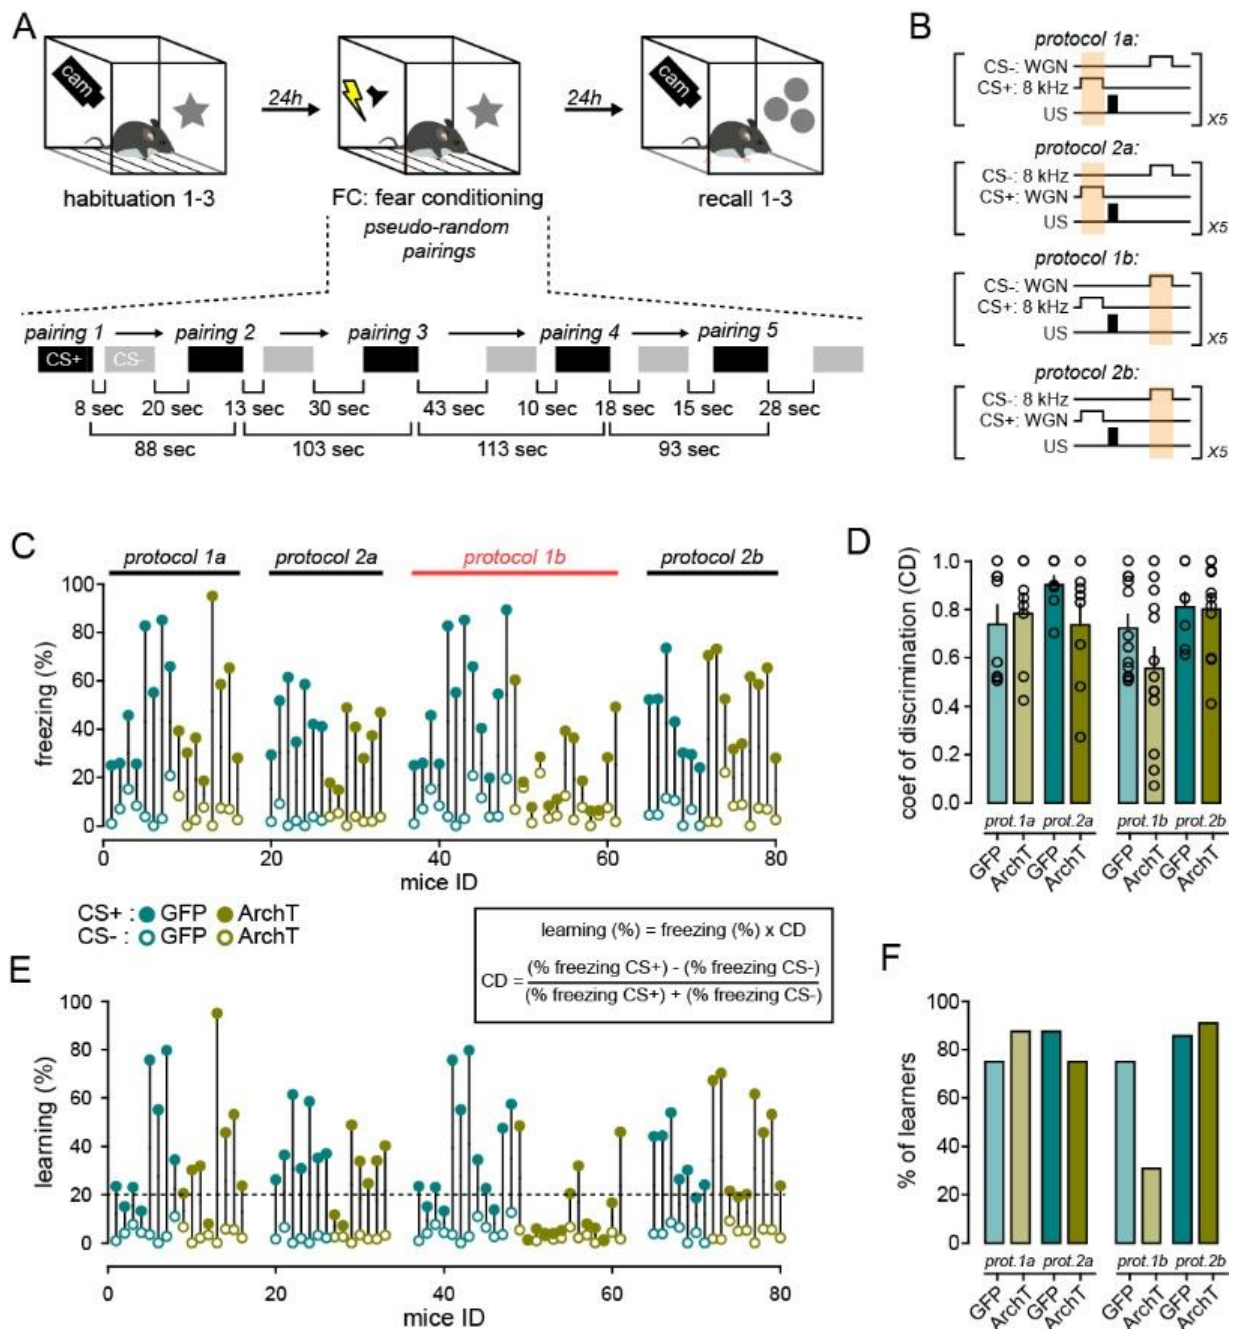 A
cam
24h
24h
cam
habituation 1-3
FC: fear conditioning
recall 1-3
pseudo-random
pairings
pairing 1
pairing 2
pairing 3
pairing 4
pairing 5
CS+
CS-
8 sec
20 sec
13 sec
30 sec
43 sec
10 sec
18 sec
15 sec
28 sec
88 sec
103 sec
113 sec
93 sec
B
protocol 1a:
CS-: WGN
CS+: 8 kHz
US
X5
protocol 2a:
CS-: 8 kHz
CS+: WGN
US
X5
protocol 1b:
CS-: WGN
CS+: 8 kHz
US
X5
protocol 2b:
CS-: 8 kHz
CS+: WGN
US
X5
C
protocol 1a
protocol 2a
protocol 1b
protocol 2b
freezing (%)
100
80
60
40
20
0
0
20
40
60
80
mice ID
CS+ : GFP ArchT
CS- : GFP ArchT
D
coef of discrimination (CD)
1.0
0.8
0.6
0.4
0.2
0.0
prot.1a
prot.2a
prot.1b
prot.2b
GFP
ArchT
GFP
ArchT
GFP
ArchT
GFP
ArchT
learning (%) = freezing (%) x CD
CD = (% freezing CS+) - (% freezing CS-)
(% freezing CS+) + (% freezing CS-)
E
learning (%)
100
80
60
40
20
0
0
20
40
60
80
mice ID
F
% of learners
100
80
60
40
20
0
prot.1a
prot.2a
prot.1b
prot.2b
GFP
ArchT
GFP
ArchT
GFP
ArchT
GFP
ArchT